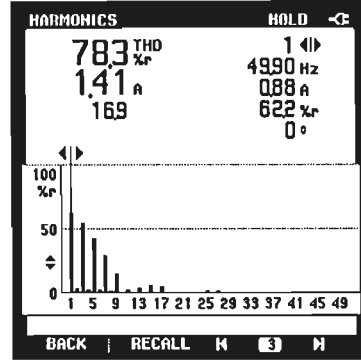 HARMONICS HOLD
78.3 THD %r
1.41 A
16.9
1
49.90 Hz
0.88 A
62.2 %r
0°
100
%r
50
0
1 5 9 13 17 21 25 29 33 37 41 45 49
BACK RECALL 3